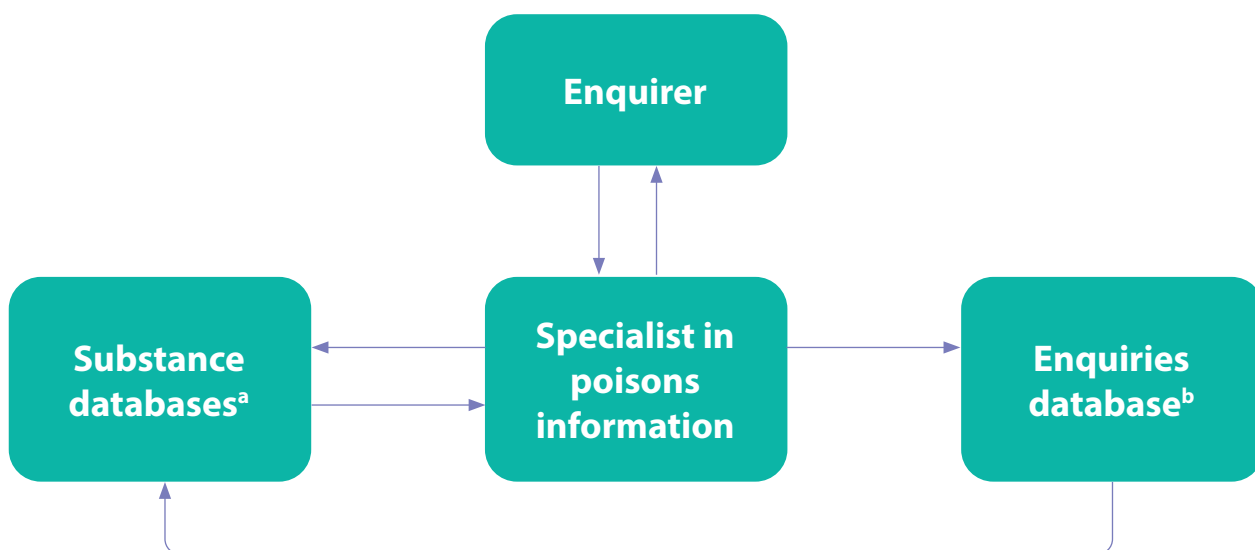 Enquirer
Substance
databasesᵃ
Specialist in
poisons
information
Enquiries
databaseᵇ